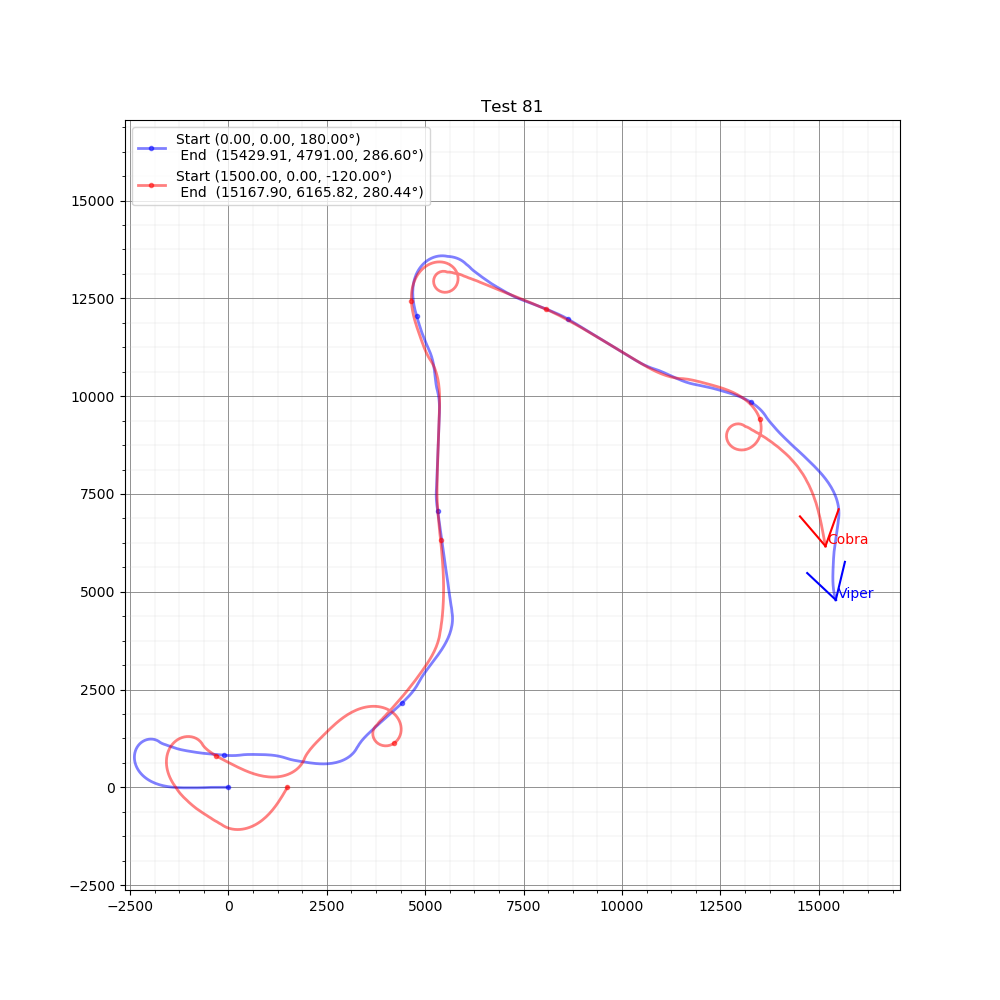 Test 81
Start (0.00, 0.00, 180.00°)
End (15429.91, 4791.00, 286.60°)
Start (1500.00, 0.00, -120.00°)
End (15167.90, 6165.82, 280.44°)
15000
12500
10000
7500
5000
2500
0
−2500
Cobra
Viper
−2500 0 2500 5000 7500 10000 12500 15000